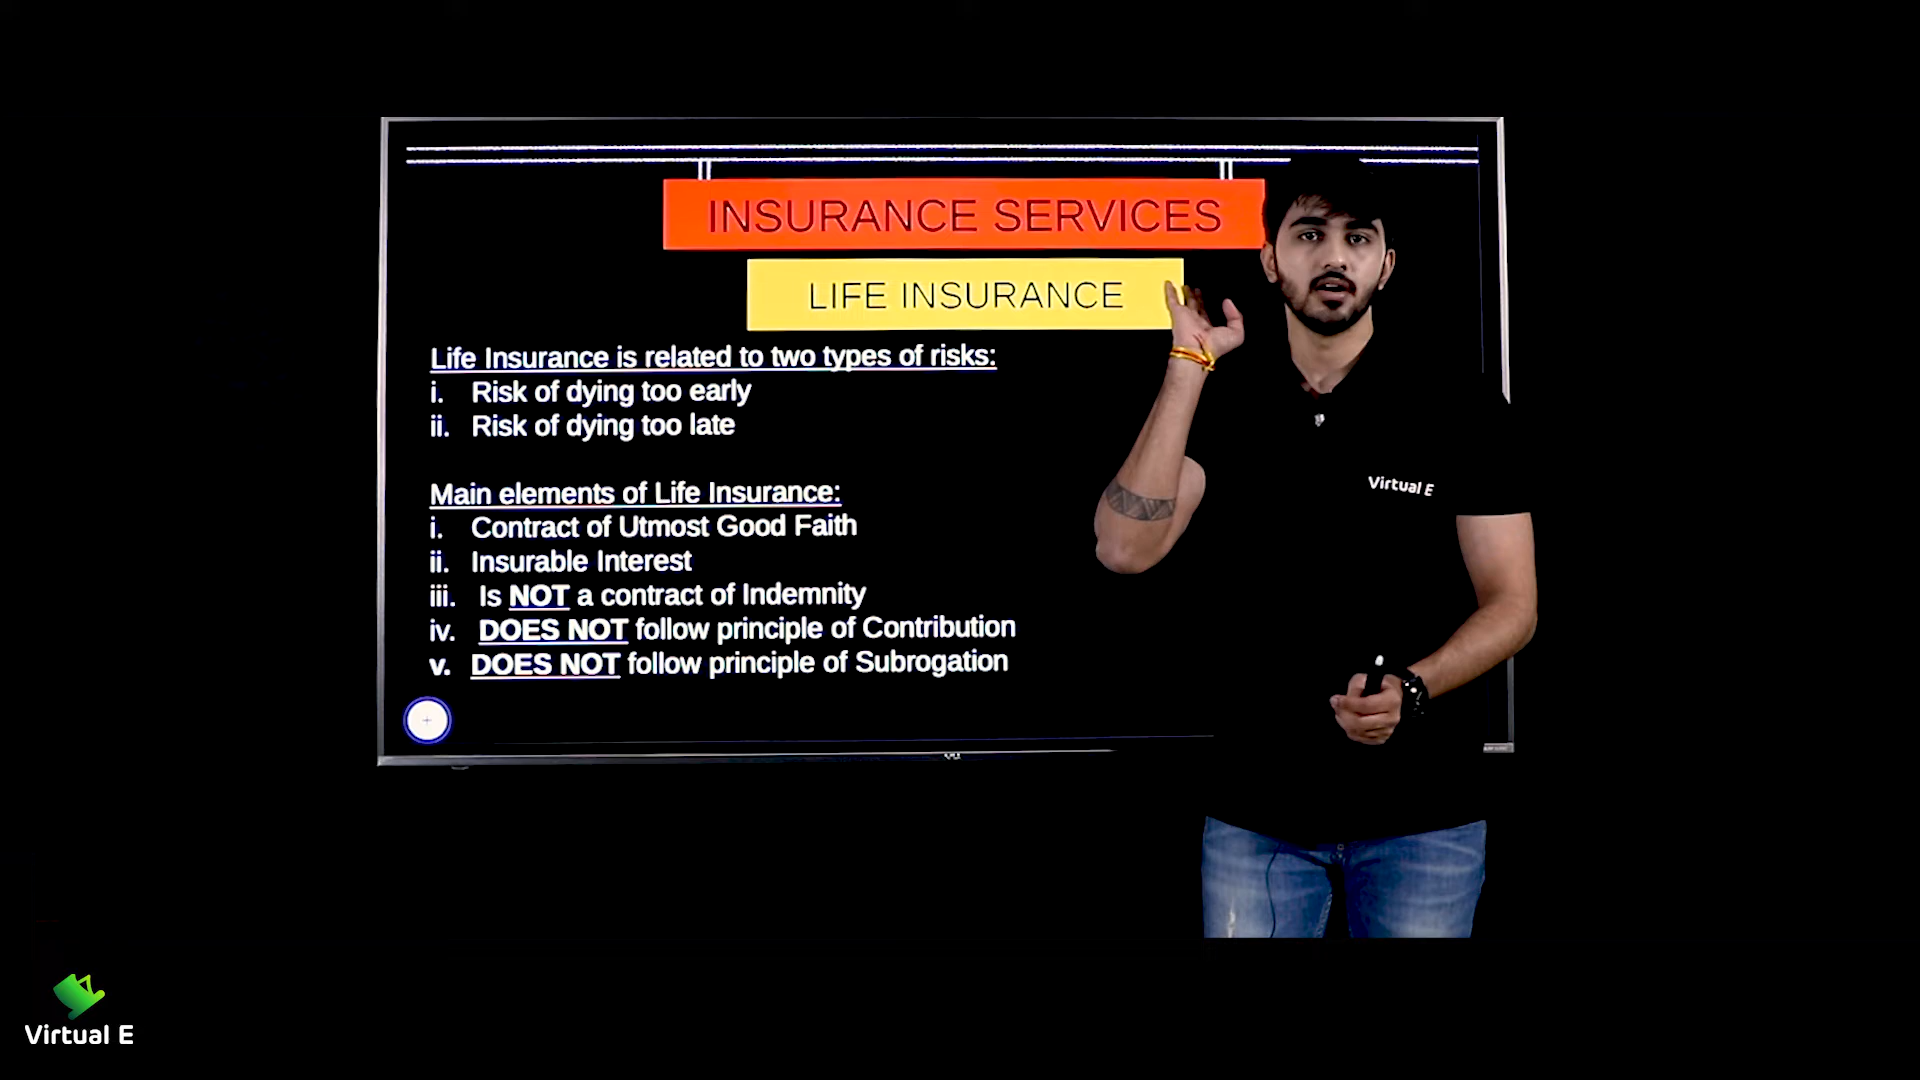 INSURANCE SERVICES
LIFE INSURANCE
Life Insurance is related to two types of risks:
i. Risk of dying too early
ii. Risk of dying too late
Main elements of Life Insurance:
i. Contract of Utmost Good Faith
ii. Insurable Interest
iii. Is NOT a contract of Indemnity
iv. DOES NOT follow principle of Contribution
v. DOES NOT follow principle of Subrogation
Virtual E
Virtual E